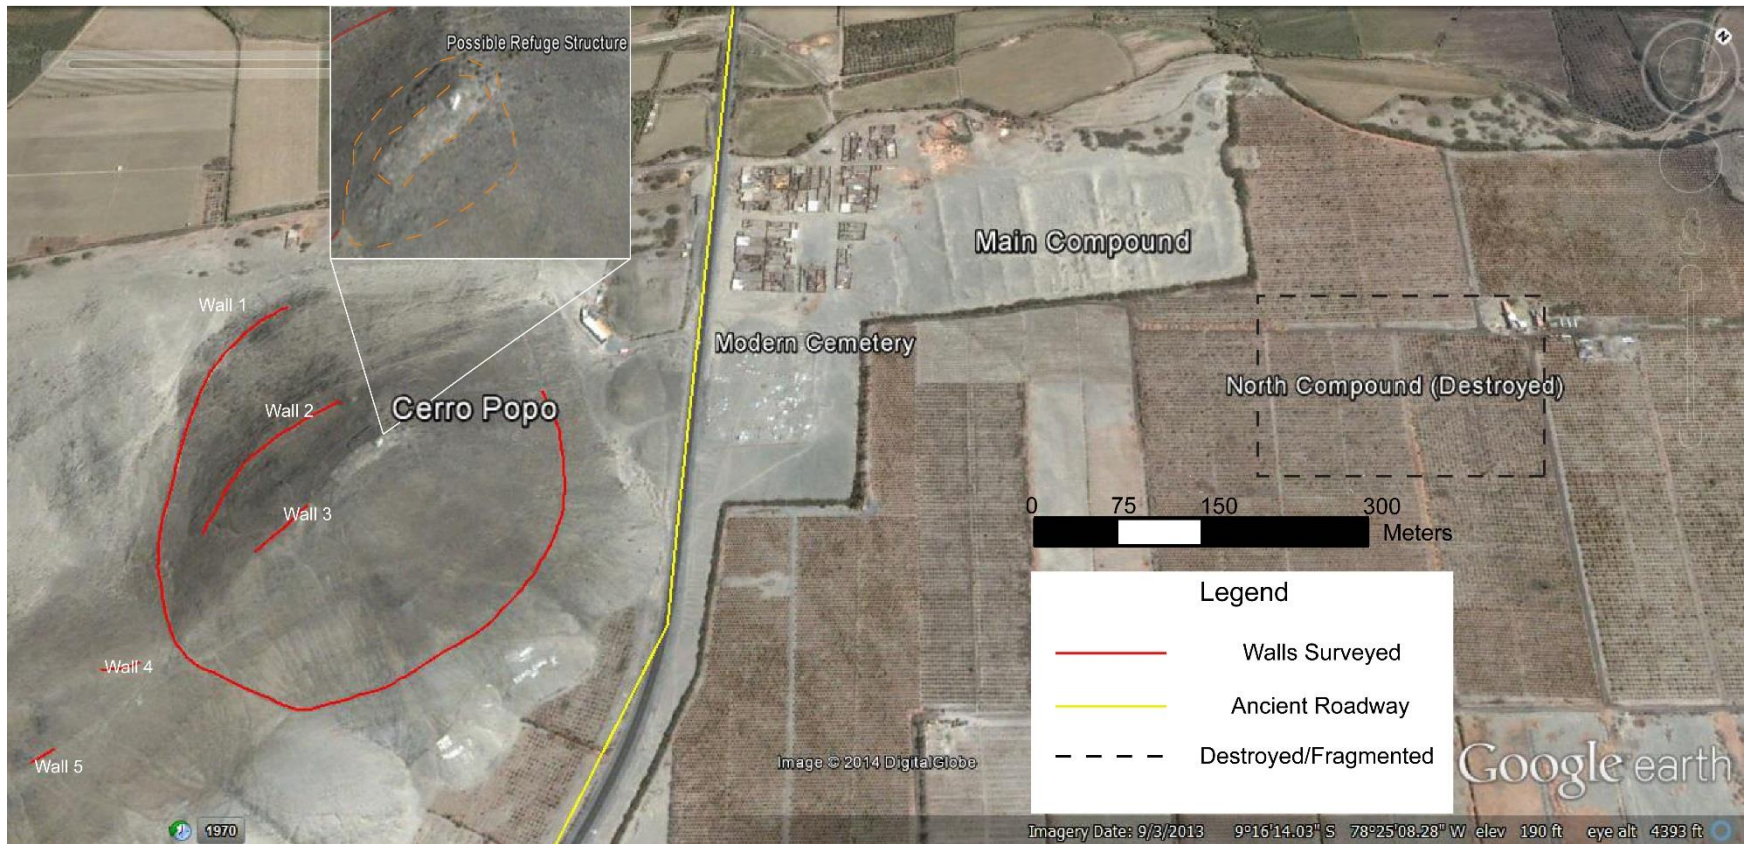 Possible Refuge Structure
Main Compound
Wall 1
Modern Cemetery
North Compound (Destroyed)
Wall 2
Cerro Popo
Wall 3
0 75 150 300
Meters
Legend
Walls Surveyed
Ancient Roadway
Destroyed/Fragmented
Wall 4
Wall 5
Image © 2014 DigitalGlobe
Google earth
1970
Imagery Date: 9/3/2013 9°16'14.03" S 78°25'08.28" W elev 190 ft eye alt 4393 ft
N